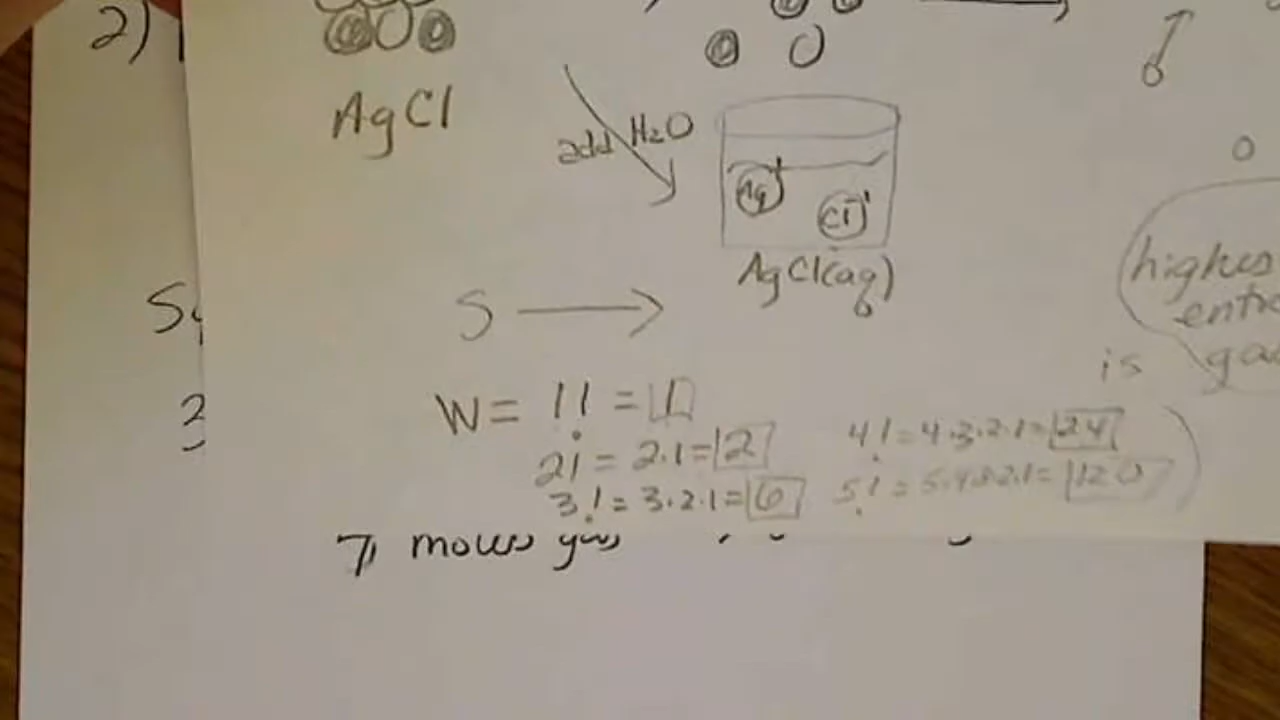 2)
AgCl
add H2O
Ag+
Cl-
AgCl(aq)
S →
highes
entro
is ga
W = 1! = 1
2! = 2·1 = 2
3! = 3·2·1 = 6
4! = 4·3·2·1 = 24
5! = 5·4·3·2·1 = 120
3
7 moles gas